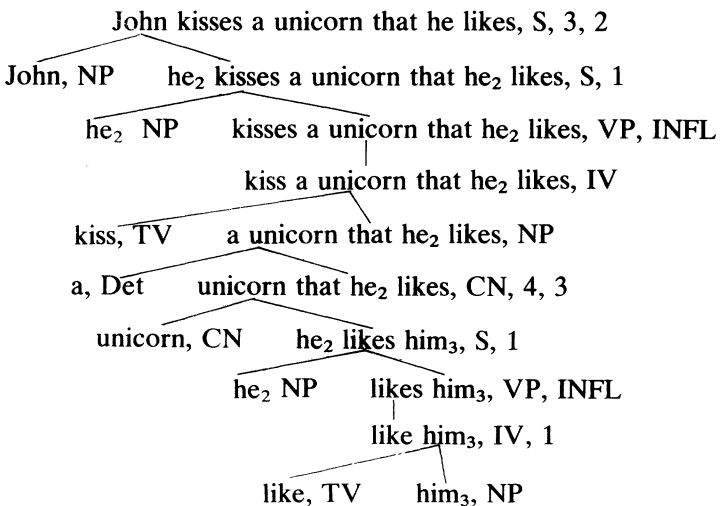 John kisses a unicorn that he likes, S, 3, 2
John, NP he₂ kisses a unicorn that he₂ likes, S, 1
he₂ NP kisses a unicorn that he₂ likes, VP, INFL
kiss a unicorn that he₂ likes, IV
kiss, TV a unicorn that he₂ likes, NP
a, Det unicorn that he₂ likes, CN, 4, 3
unicorn, CN he₂ likes him₃, S, 1
he₂ NP likes him₃, VP, INFL
like him₃, IV, 1
like, TV him₃, NP